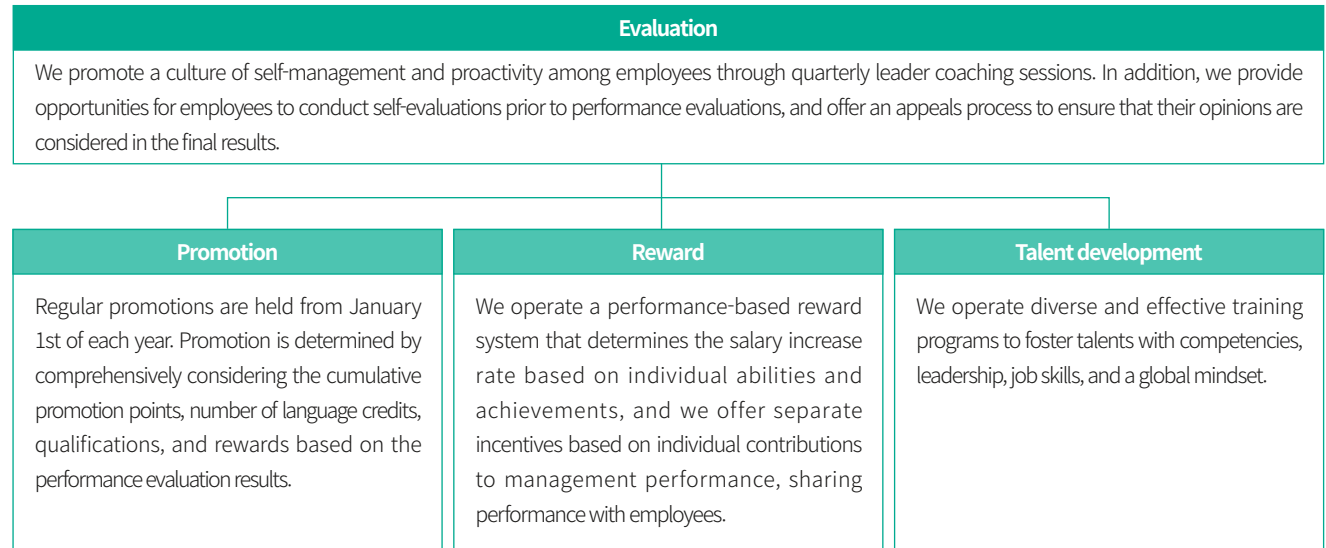 Evaluation
We promote a culture of self-management and proactivity among employees through quarterly leader coaching sessions. In addition, we provide
opportunities for employees to conduct self-evaluations prior to performance evaluations, and offer an appeals process to ensure that their opinions are
considered in the final results.
Promotion
Regular promotions are held from January
1st of each year. Promotion is determined by
comprehensively considering the cumulative
promotion points, number of language credits,
qualifications, and rewards based on the
performance evaluation results.
Reward
We operate a performance-based reward
system that determines the salary increase
rate based on individual abilities and
achievements, and we offer separate
incentives based on individual contributions
to management performance, sharing
performance with employees.
Talent development
We operate diverse and effective training
programs to foster talents with competencies,
leadership, job skills, and a global mindset.